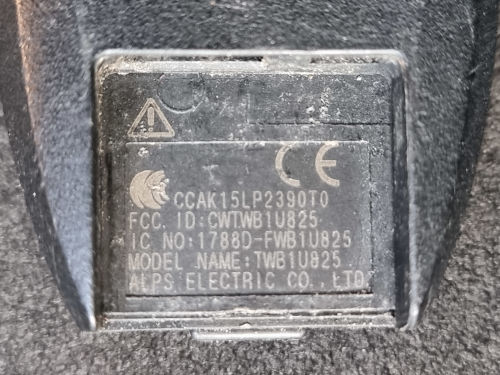 CE
CCAK15LP2390T0
FCC. ID:CWTWB1U825
IC NO:1788D-FWB1U825
MODEL NAME:TWB1U825
ALPS ELECTRIC CO. LTD.